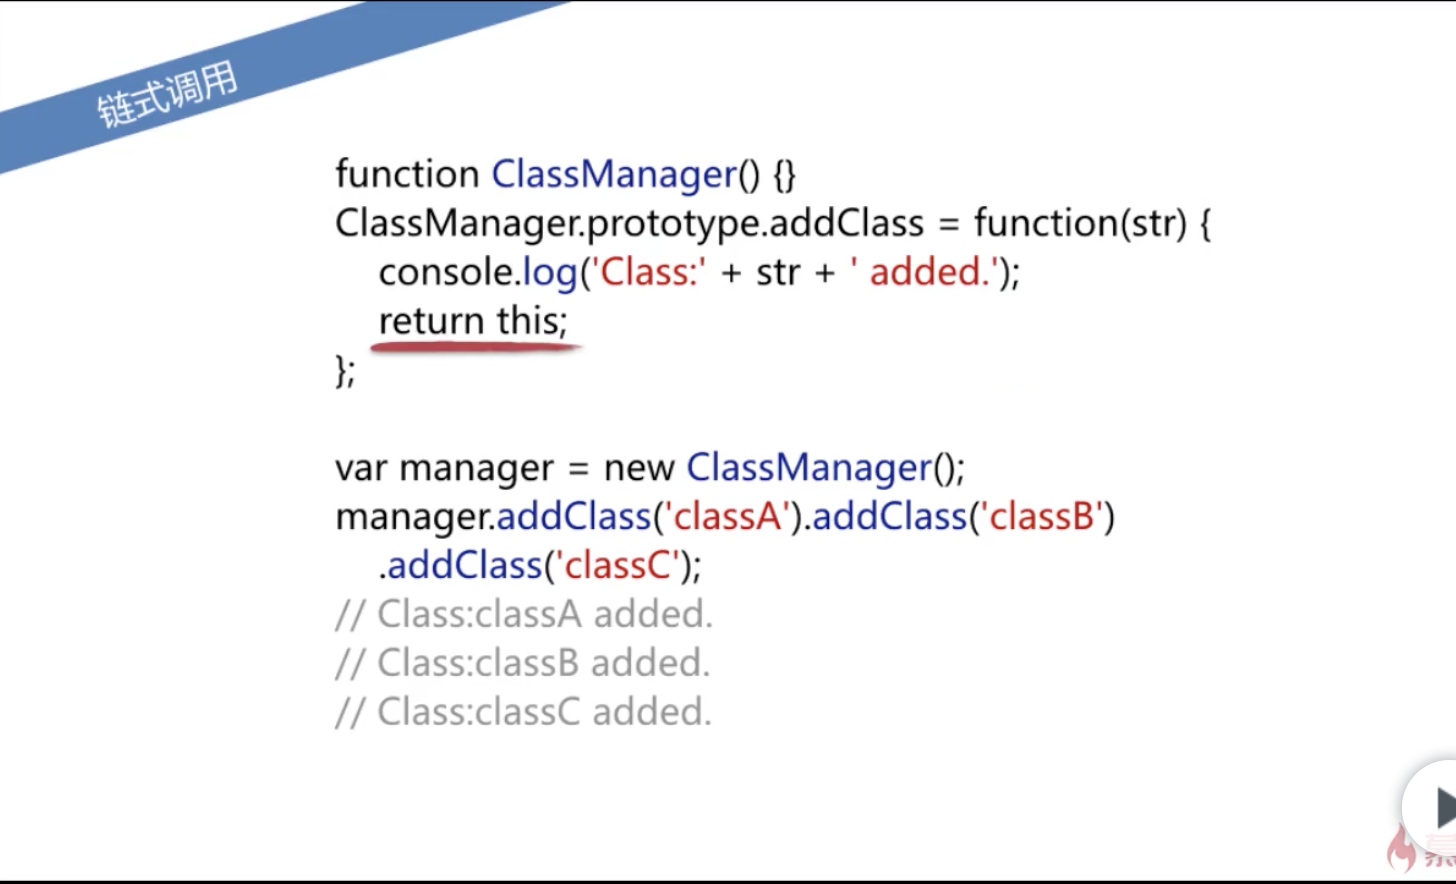 链式调用
function ClassManager() {}
ClassManager.prototype.addClass = function(str) {
console.log('Class:' + str + ' added.');
return this;
};
var manager = new ClassManager();
manager.addClass('classA').addClass('classB')
.addClass('classC');
// Class:classA added.
// Class:classB added.
// Class:classC added.